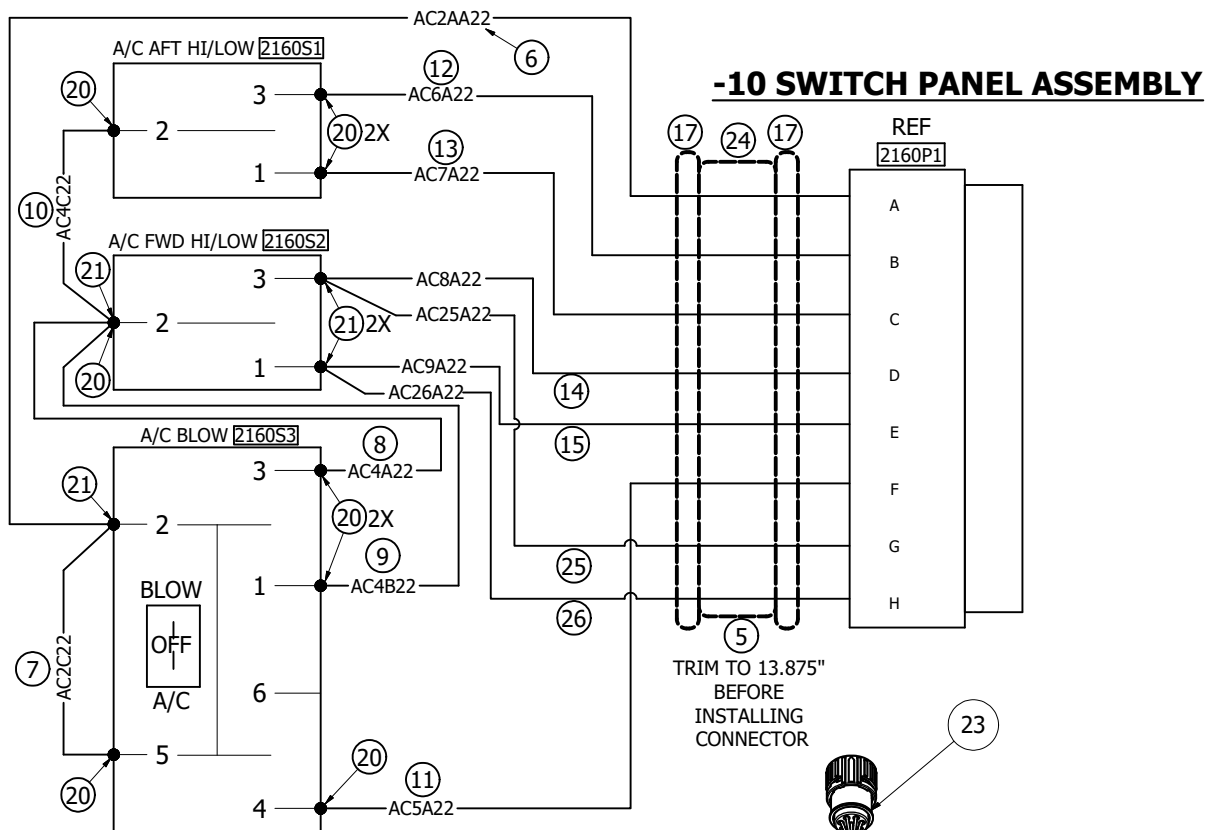 AC2AA22
6
A/C AFT HI/LOW 2160S1
-10 SWITCH PANEL ASSEMBLY
20
3
12
AC6A22
2
20 2X
17
24
17
REF
2160P1
1
13
AC7A22
10
AC4C22
A
A/C FWD HI/LOW 2160S2
B
21
3
AC8A22
2
21 2X
AC25A22
C
20
1
AC9A22
AC26A22
14
D
15
E
A/C BLOW 2160S3
8
3
AC4A22
21
2
20 2X
F
9
1
AC4B22
25
G
BLOW
OFF
A/C
26
H
7
AC2C22
5
TRIM TO 13.875"
BEFORE
INSTALLING
CONNECTOR
6
23
5
20
20
11
4
AC5A22